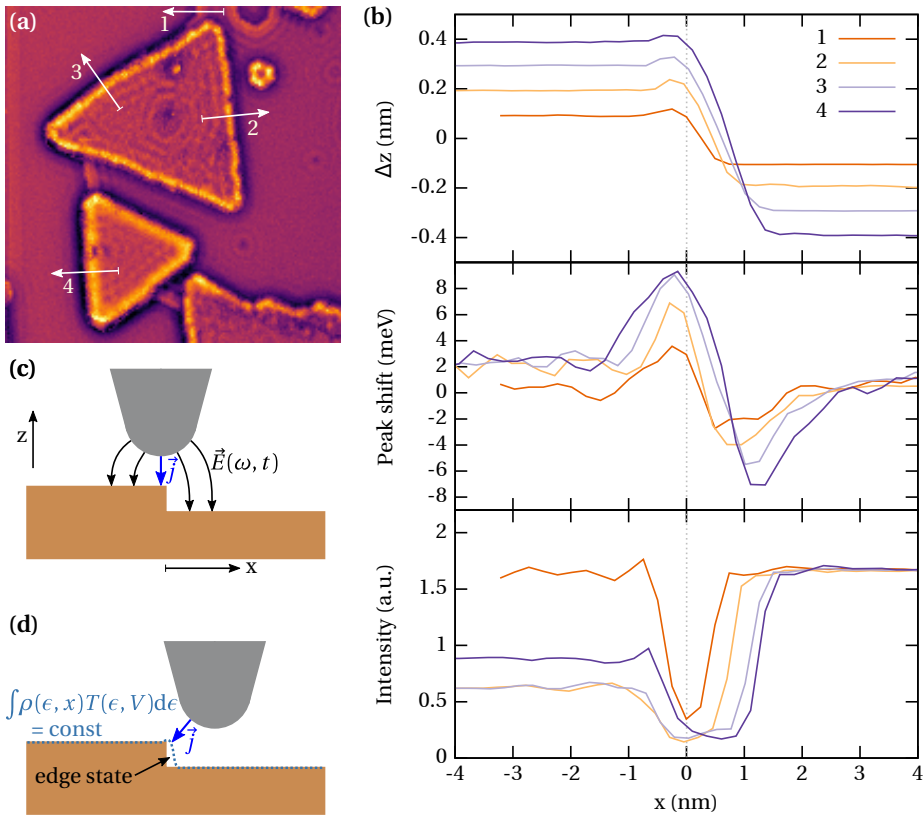 (a)
1
3
2
4
(b)
0.4
0.2
0
-0.2
-0.4
Δz (nm)
1
2
3
4
8
6
4
2
0
-2
-4
-6
-8
Peak shift (meV)
2
1.5
1
0.5
0
Intensity (a.u.)
-4 -3 -2 -1 0 1 2 3 4
x (nm)
(c)
z
E⃗(ω, t)
j⃗
x
(d)
∫ρ(ϵ, x)T(ϵ, V)dϵ
= const
j⃗
edge state